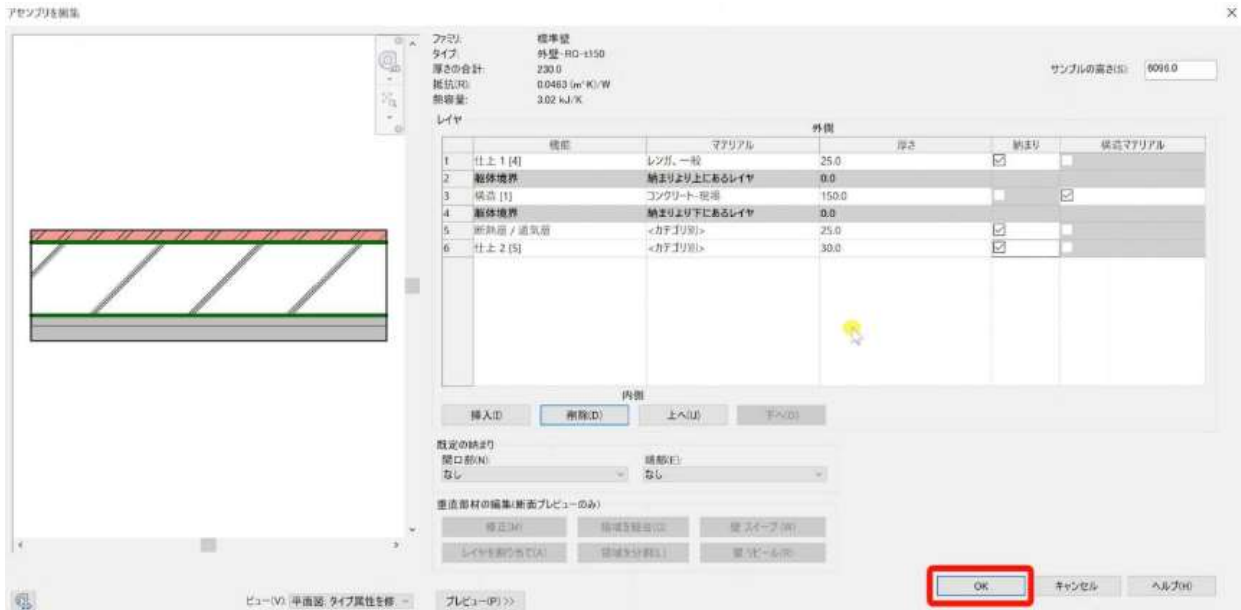 アセンブリを編集
ファミリ: 標準壁
タイプ: 外壁-RC-t150
厚さの合計: 230.0
抵抗(R): 0.0463 (m²·K)/W
熱容量: 3.02 kJ/K
サンプルの高さ(S): 6096.0
レイヤ
外側
機能 マテリアル 厚さ 納まり 構造マテリアル
1 仕上 1 [4] レンガ、一般 25.0
2 躯体境界 納まりより上にあるレイヤ 0.0
3 構造 [1] コンクリート-現場 150.0
4 躯体境界 納まりより下にあるレイヤ 0.0
5 断熱層 / 通気層 <カテゴリ別> 25.0
6 仕上 2 [5] <カテゴリ別> 30.0
内側
挿入(I) 削除(D) 上へ(U) 下へ(O)
既定の納まり
開口部(N): 端部(E):
なし なし
垂直部材の編集(断面プレビューのみ)
修正(M) 領域を結合(G) 壁 スイープ(W)
レイヤを割り当て(A) 領域を分割(L) 壁 リビール(R)
OK キャンセル ヘルプ(H)
ビュー(V): 平面図: タイプ属性を修 プレビュー(P) >>